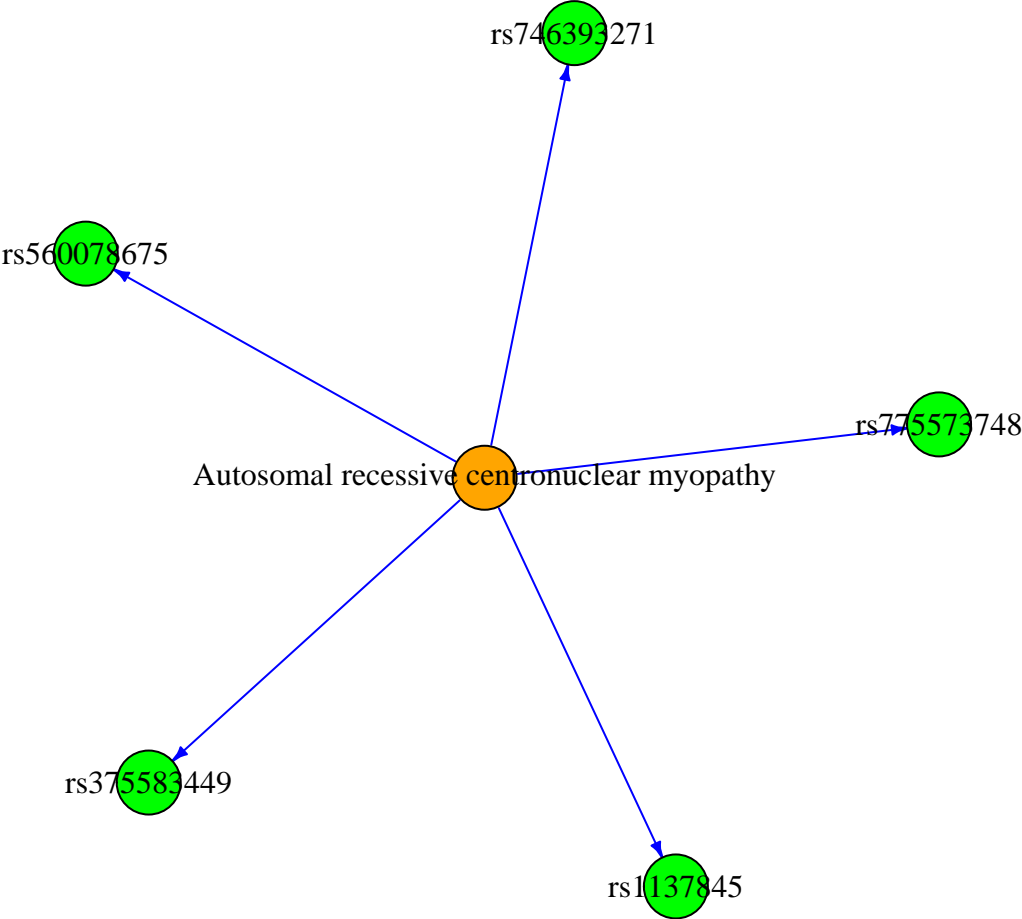 rs746393271
rs560078675
rs775573748
Autosomal recessive centronuclear myopathy
rs375583449
rs1137845